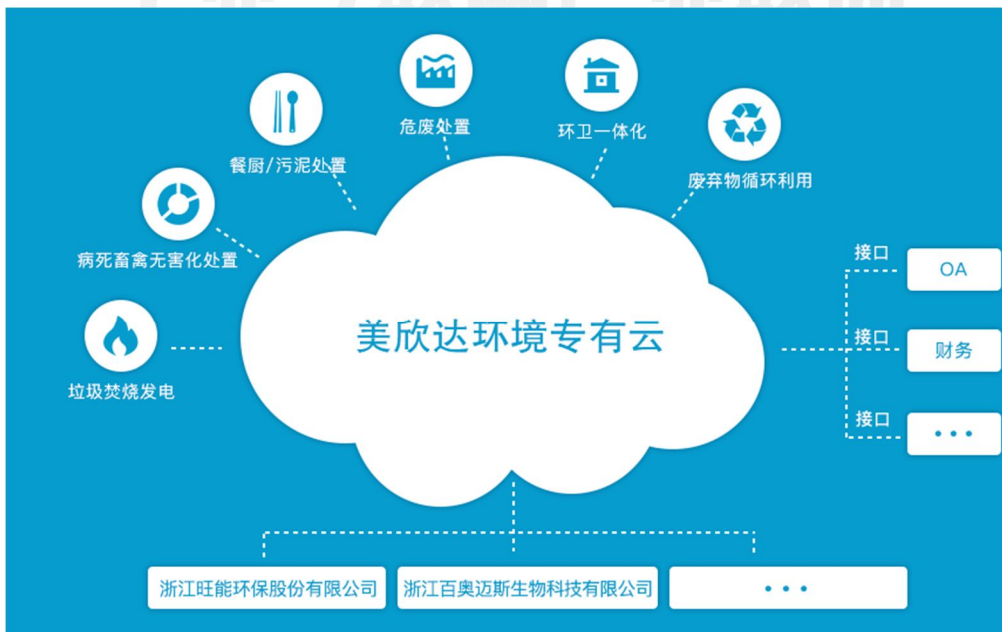 危废处置
环卫一体化
餐厨/污泥处置
废弃物循环利用
病死畜禽无害化处置
垃圾焚烧发电
美欣达环境专有云
接口
OA
接口
财务
接口
•••
浙江旺能环保股份有限公司
浙江百奥迈斯生物科技有限公司
•••